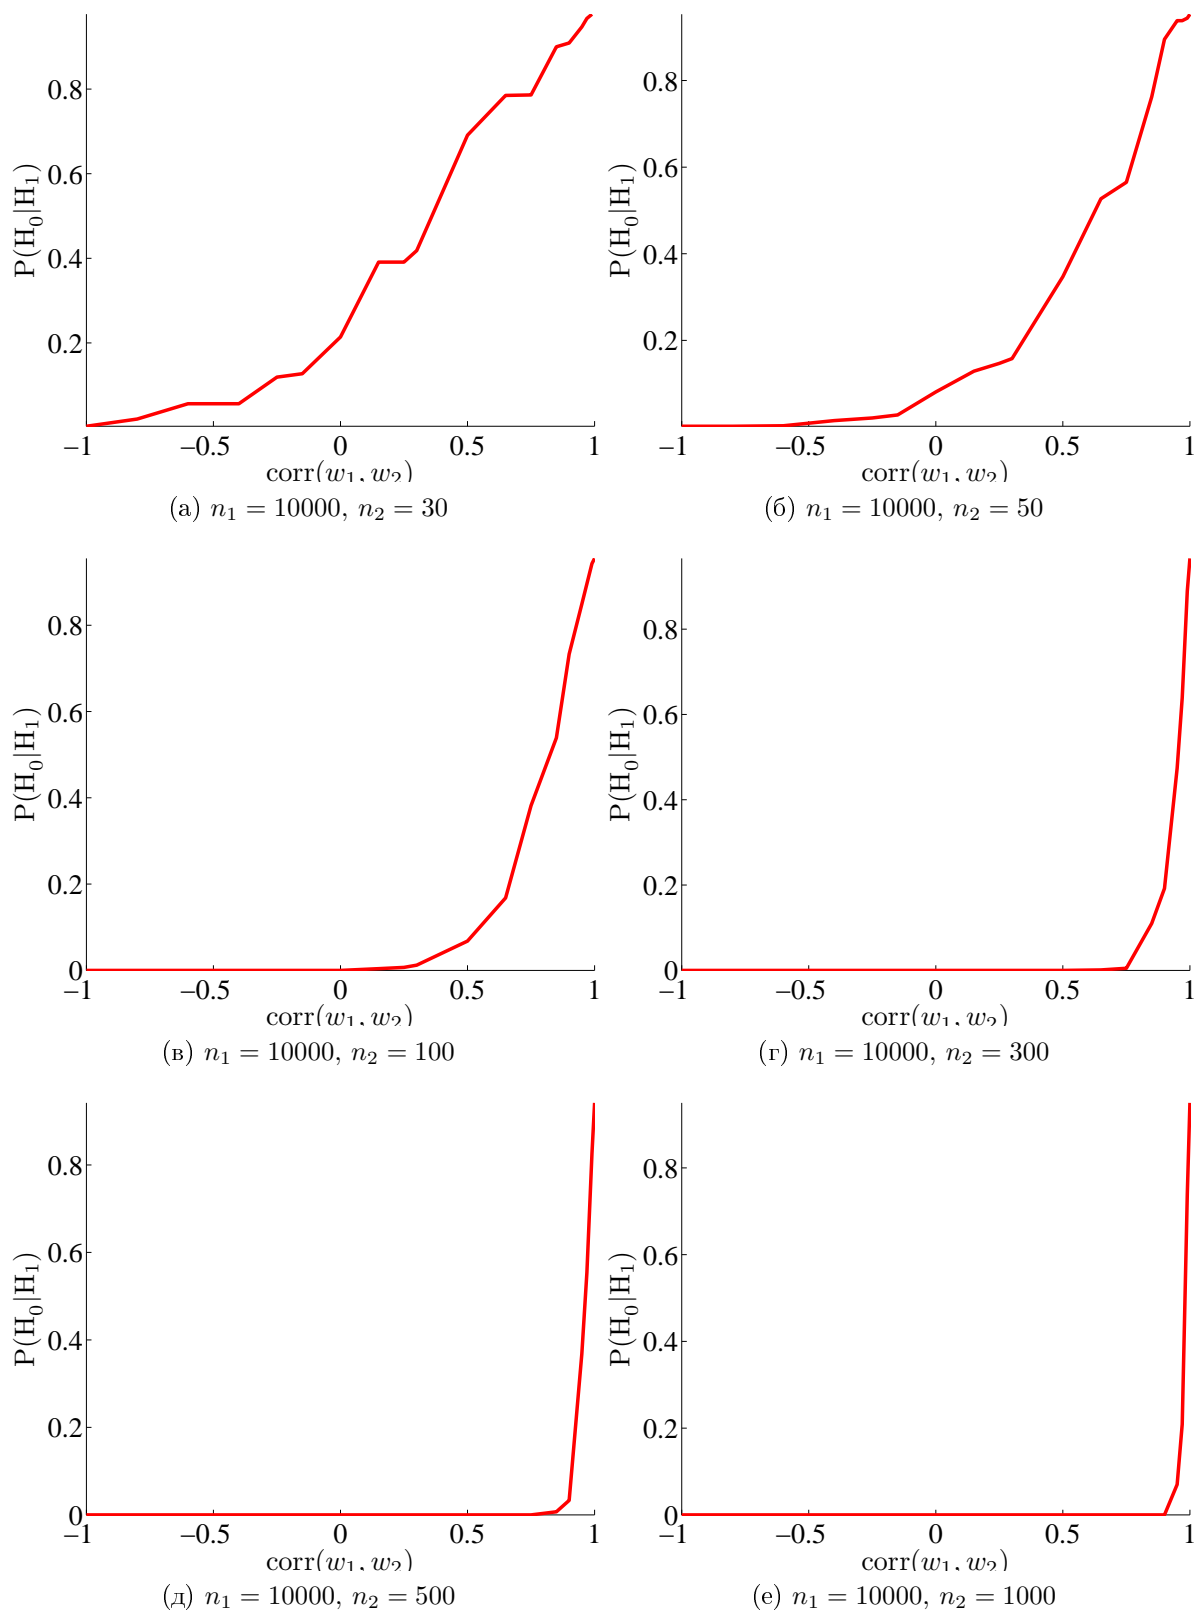 0.8
0.6
0.4
0.2
P(H₀|H₁)
−1 −0.5 0 0.5 1
corr(w₁, w₂)
(а) n₁ = 10000, n₂ = 30
0.8
0.6
0.4
0.2
P(H₀|H₁)
−1 −0.5 0 0.5 1
corr(w₁, w₂)
(б) n₁ = 10000, n₂ = 50
0.8
0.6
0.4
0.2
0
P(H₀|H₁)
−1 −0.5 0 0.5 1
corr(w₁, w₂)
(в) n₁ = 10000, n₂ = 100
0.8
0.6
0.4
0.2
0
P(H₀|H₁)
−1 −0.5 0 0.5 1
corr(w₁, w₂)
(г) n₁ = 10000, n₂ = 300
0.8
0.6
0.4
0.2
0
P(H₀|H₁)
−1 −0.5 0 0.5 1
corr(w₁, w₂)
(д) n₁ = 10000, n₂ = 500
0.8
0.6
0.4
0.2
0
P(H₀|H₁)
−1 −0.5 0 0.5 1
corr(w₁, w₂)
(е) n₁ = 10000, n₂ = 1000